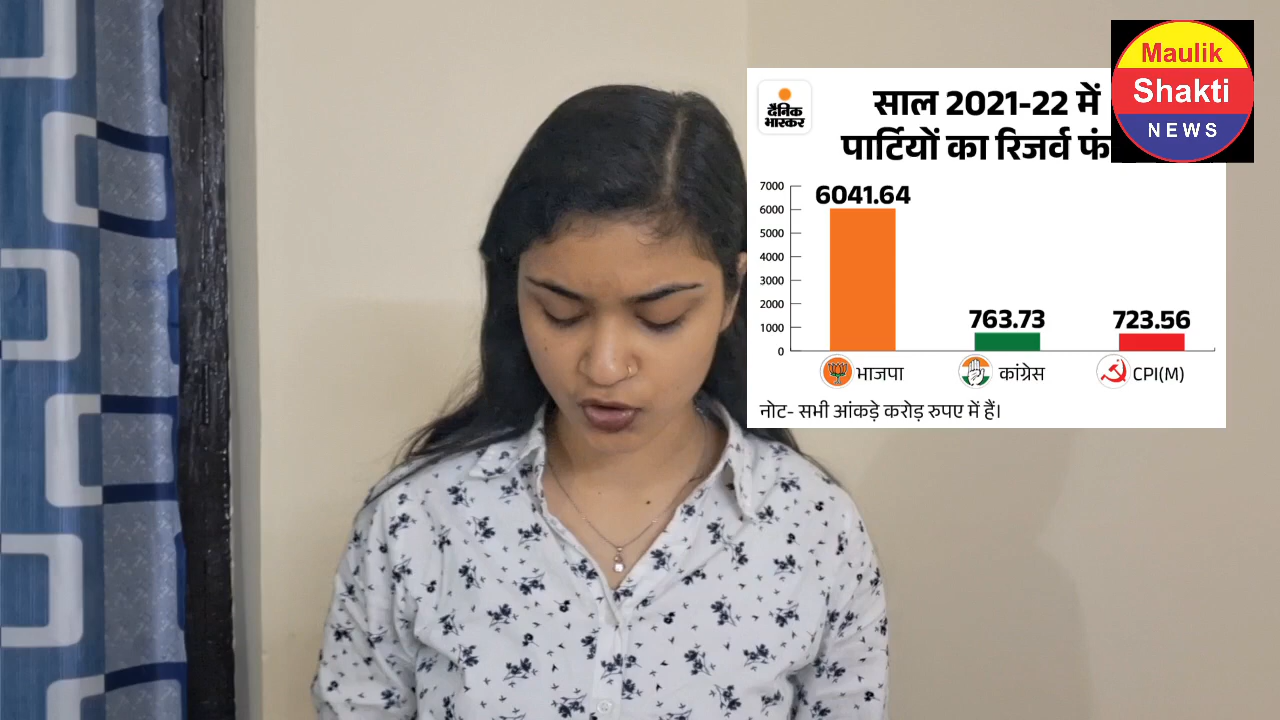 Maulik
Shakti
NEWS
दैनिक
भास्कर
साल 2021-22 में
पार्टियों का रिजर्व
7000
6000
5000
4000
3000
2000
1000
0
6041.64
763.73
723.56
भाजपा
कांग्रेस
CPI(M)
नोट- सभी आंकड़े करोड़ रुपए में हैं।